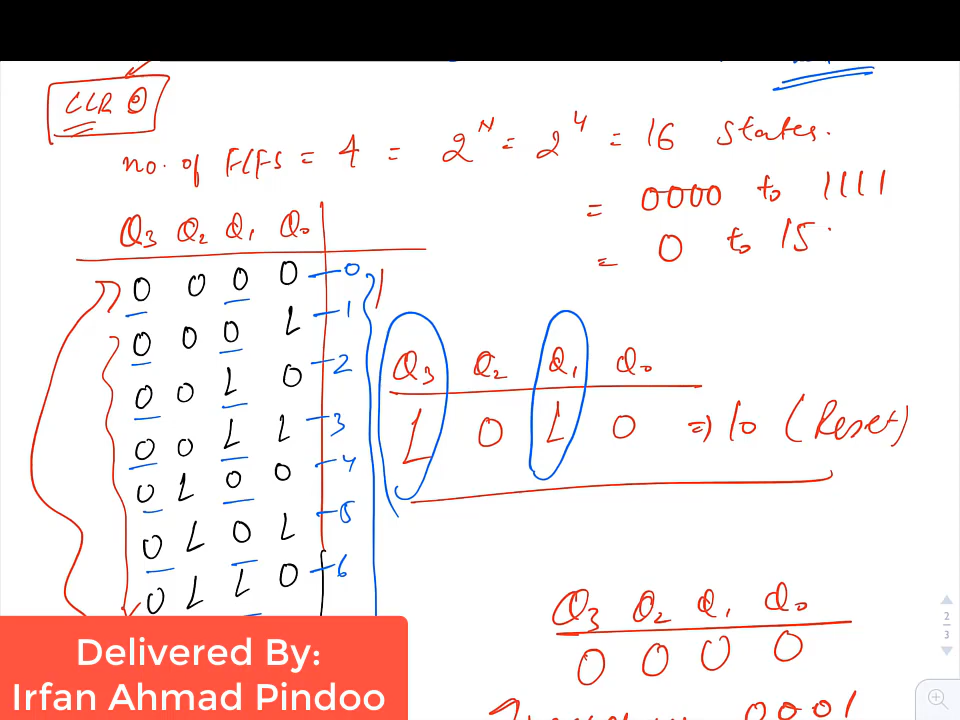 CLR 0
no. of F/Fs = 4 = 2^N = 2^4 = 16 states.
= 0000 to 1111
= 0 to 15
Q3 Q2 Q1 Q0
0 0 0 0 – 0
0 0 0 1 – 1
0 0 1 0 – 2
0 0 1 1 – 3
0 1 0 0 – 4
0 1 0 1 – 5
0 1 1 0 – 6
Q3 Q2 Q1 Q0
1 0 1 0 => 10 (Reset)
Q3 Q2 Q1 Q0
0 0 0 0
0001
Delivered By:
Irfan Ahmad Pindoo
2
3